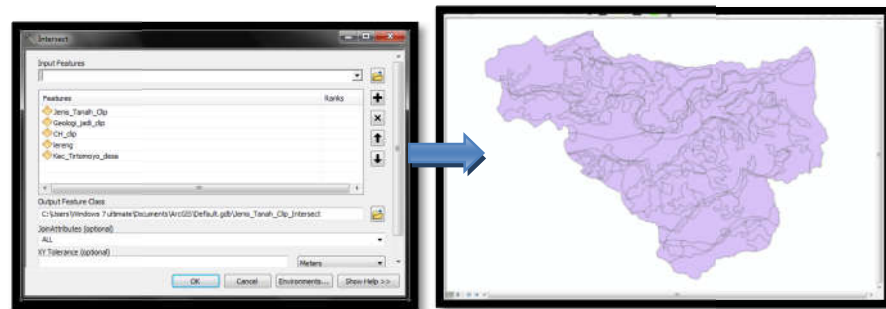 Intersect
Input Features
Features Ranks
Jenis_Tanah_Clip
Geologi_jadi_clip
CH_clip
lereng
Kec_Tirtomoyo_desa
Output Feature Class
C:\Users\Windows 7 ultimate\Documents\ArcGIS\Default.gdb\Jenis_Tanah_Clip_Intersect
JoinAttributes (optional)
ALL
XY Tolerance (optional)
Meters
OK Cancel Environments... Show Help >>